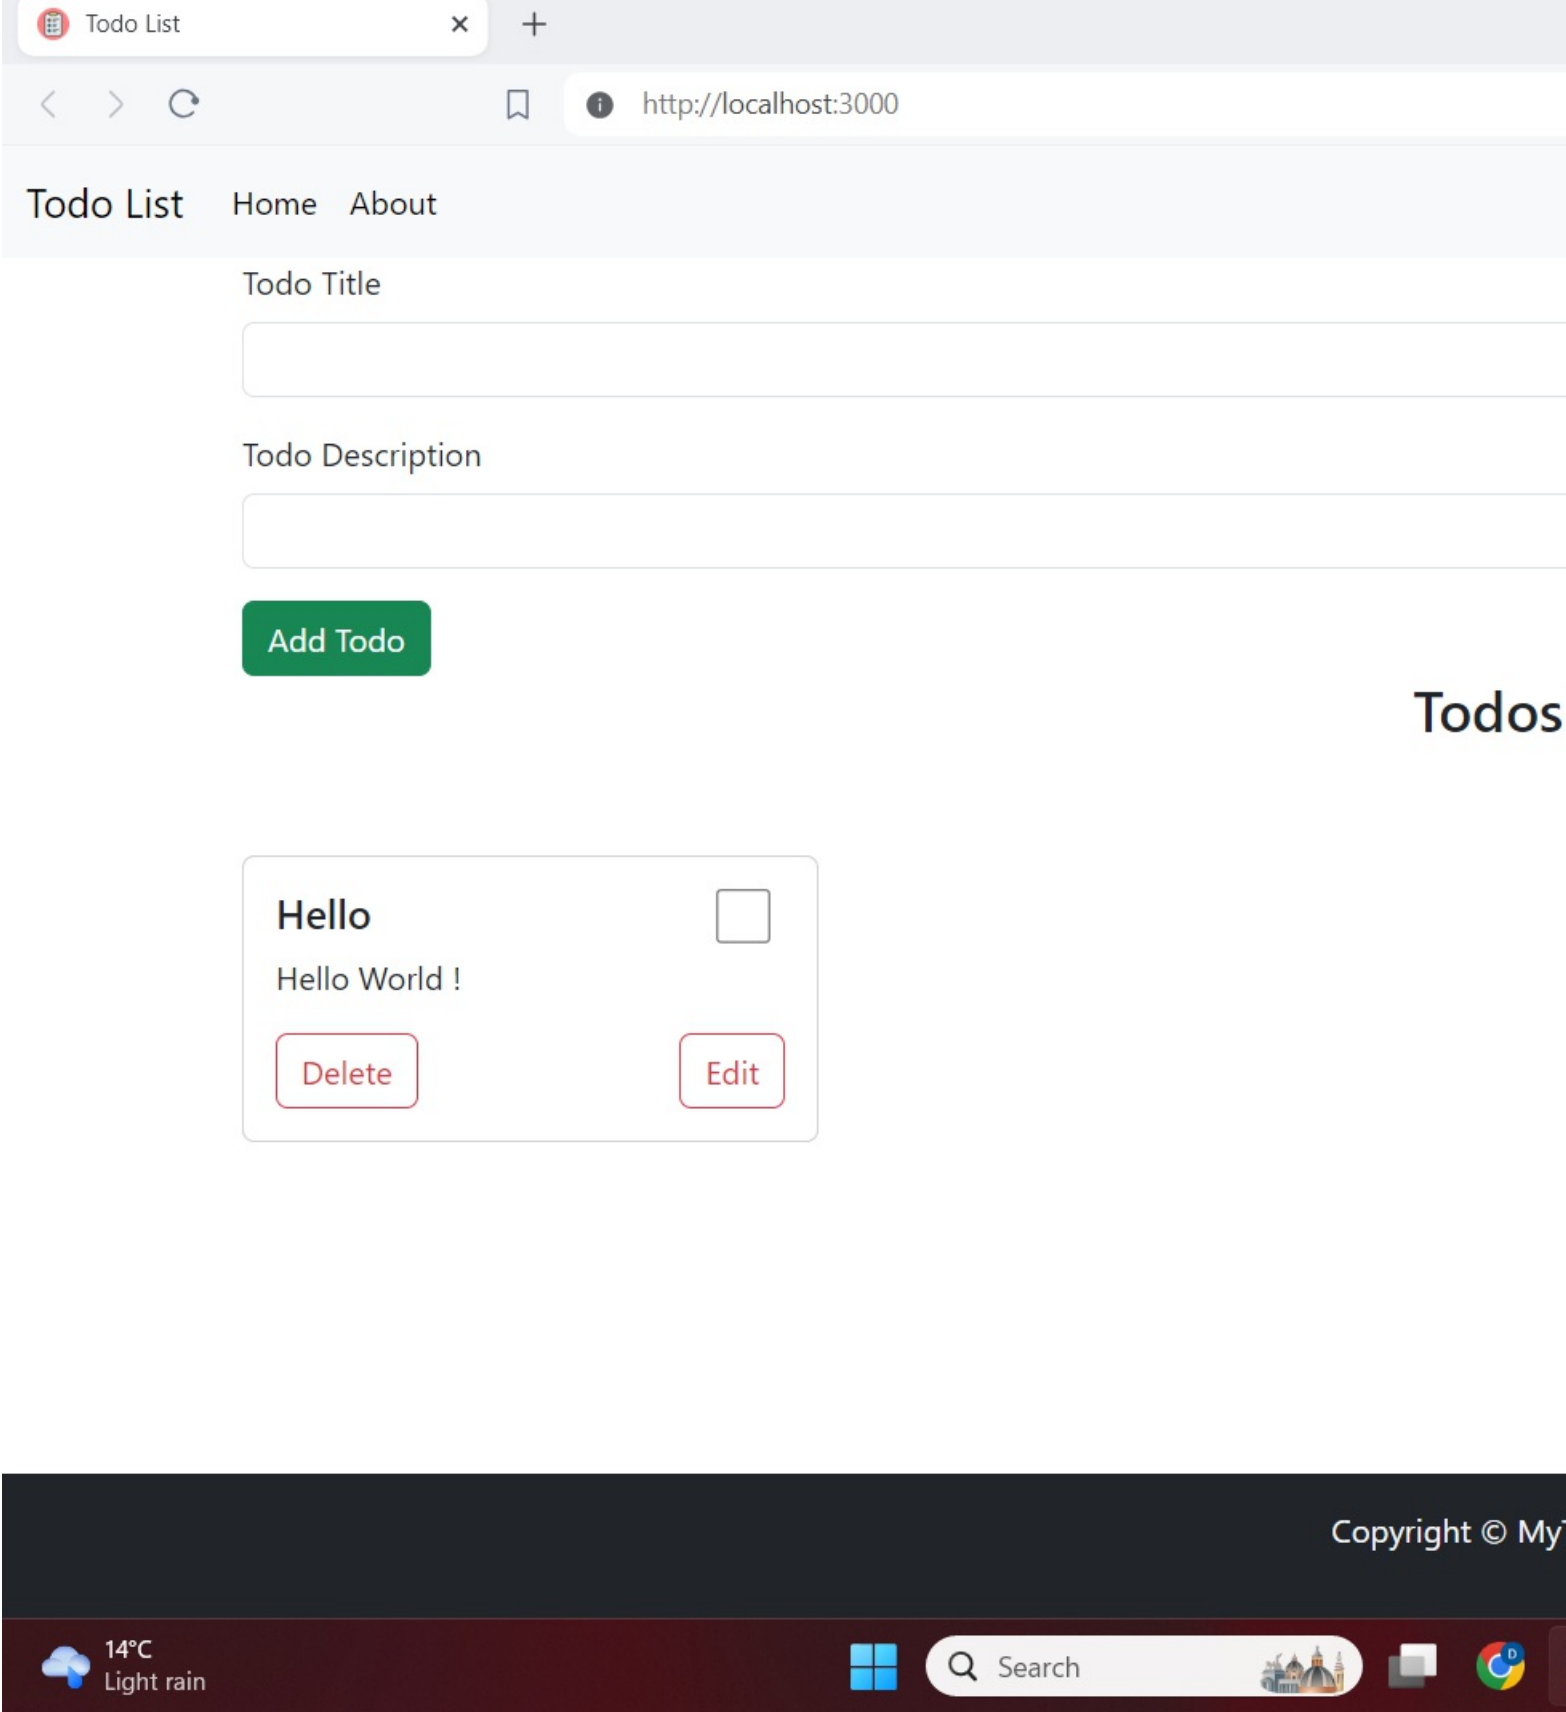 Todo List
http://localhost:3000
Todo List Home About
Todo Title
Todo Description
Add Todo
Todos
Hello
Hello World !
Delete Edit
Copyright © My
14°C
Light rain
Search
D